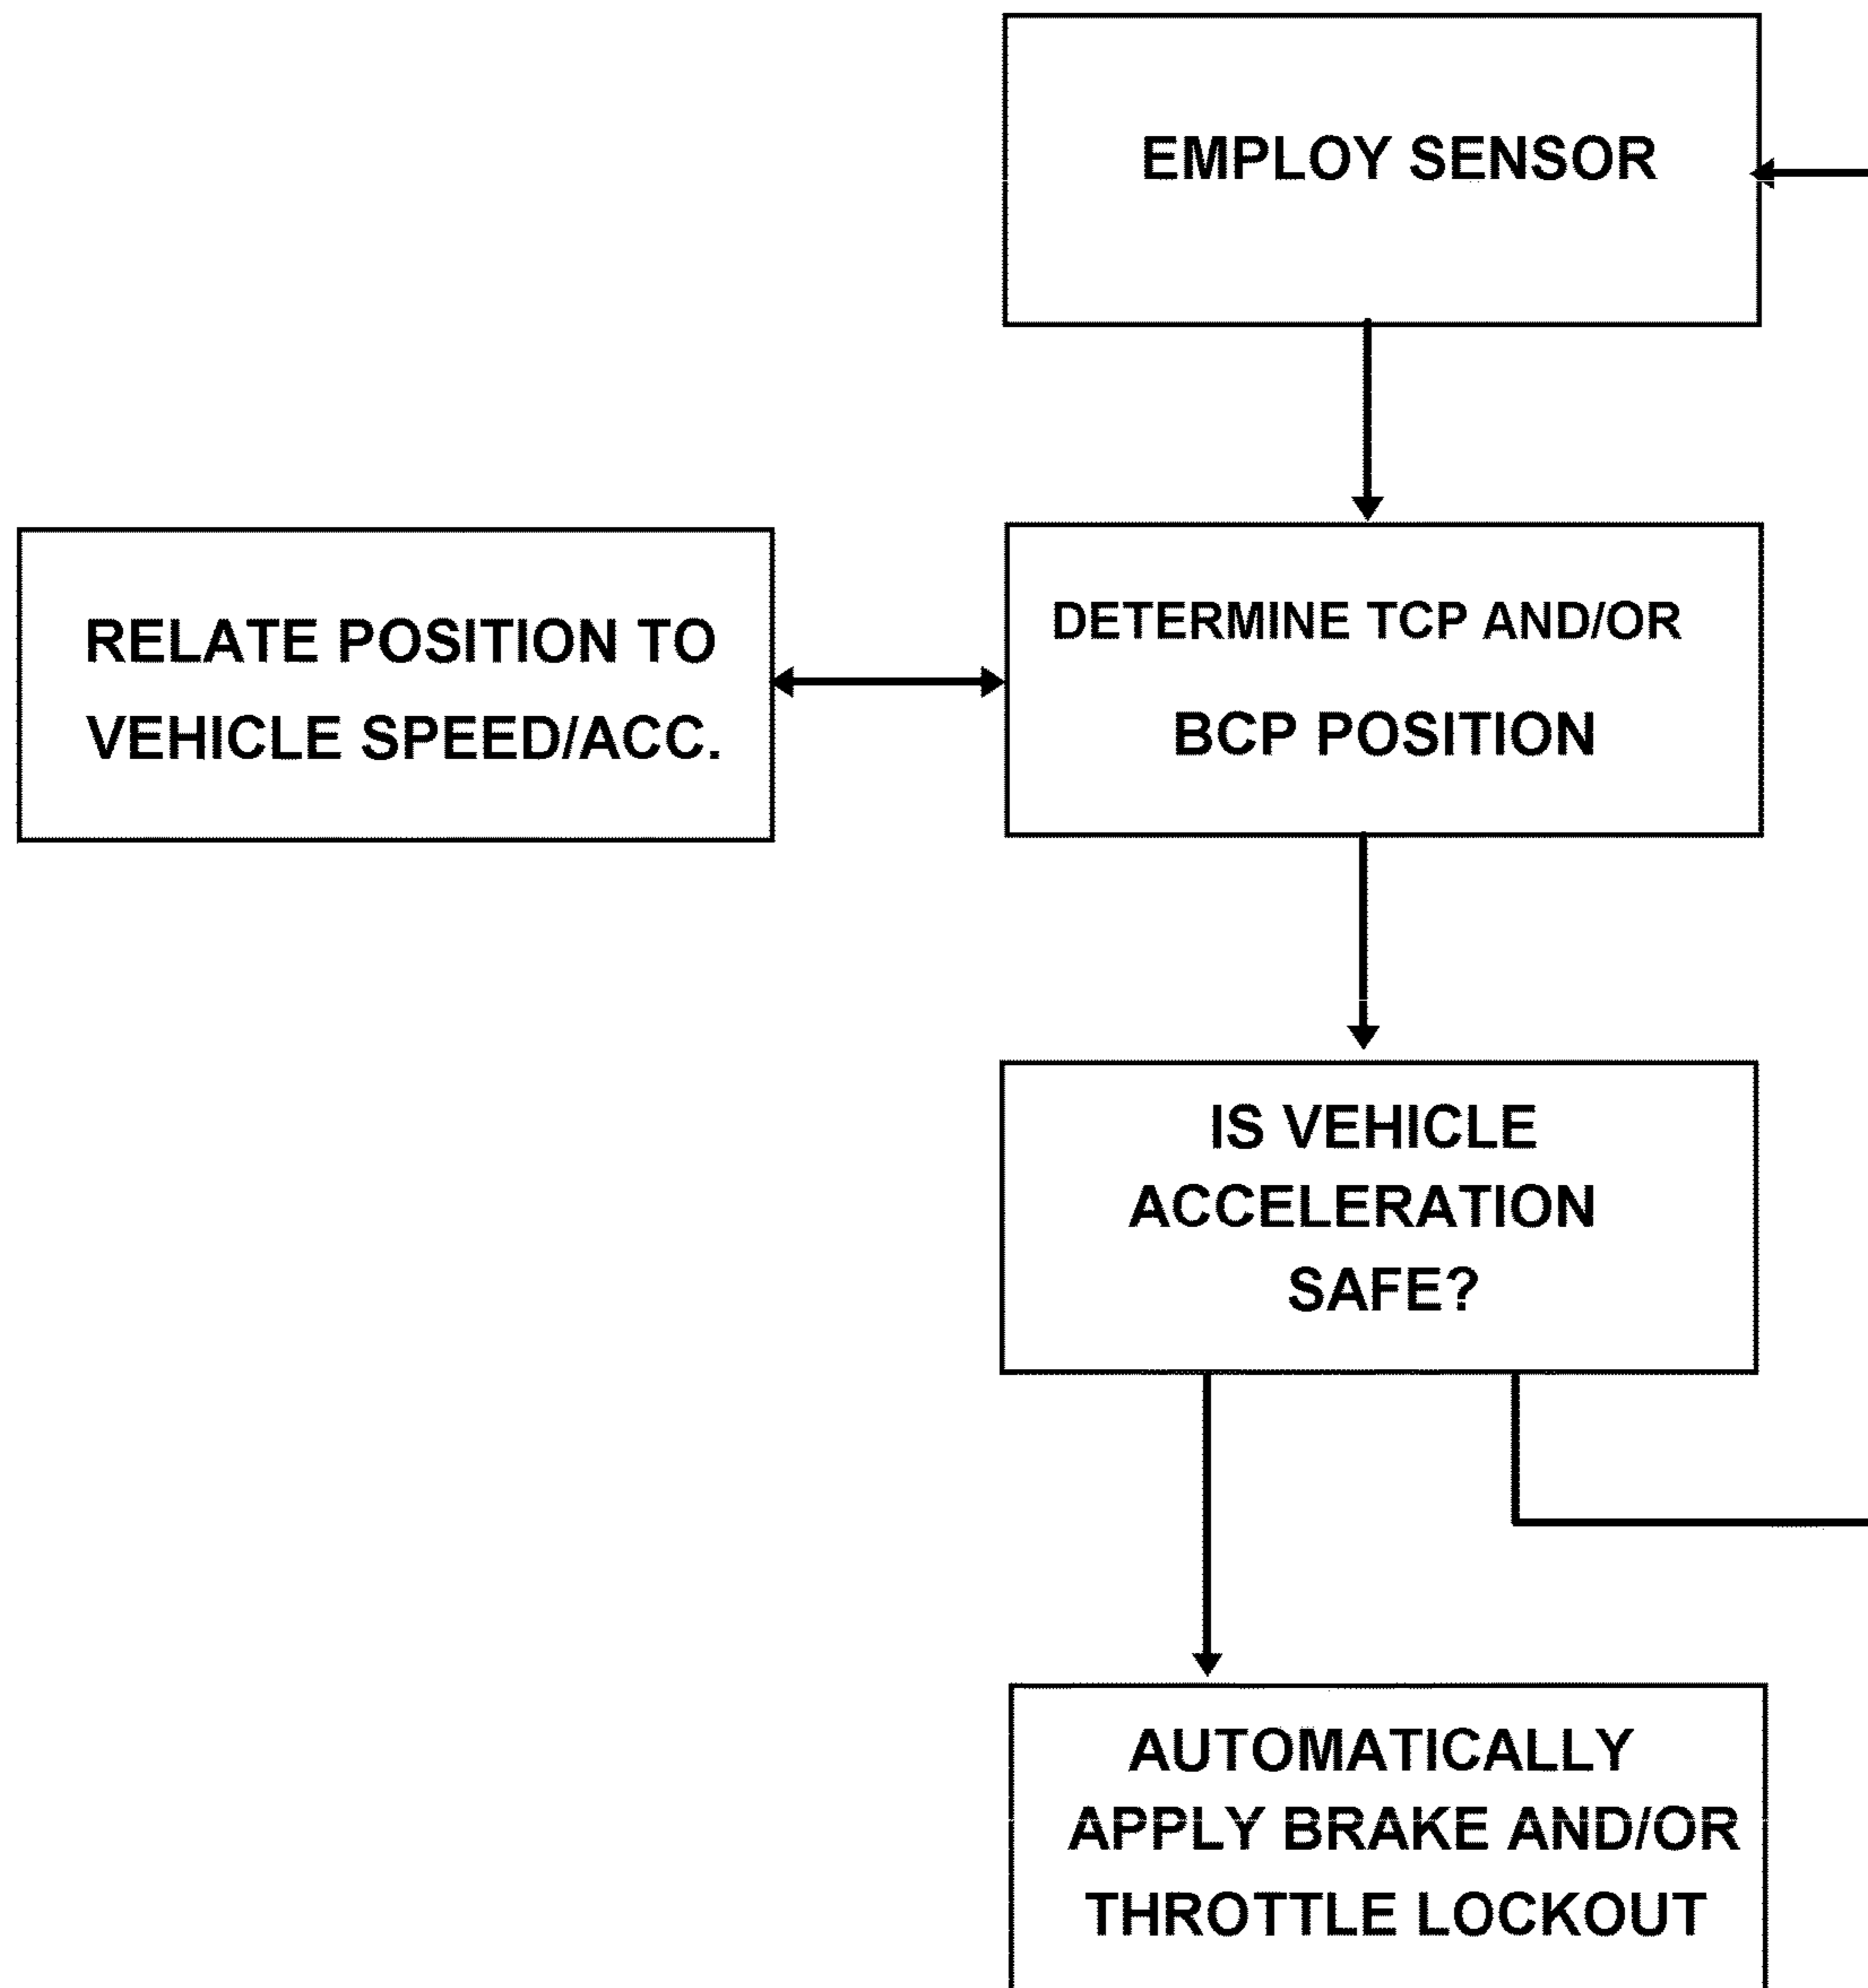 EMPLOY SENSOR
RELATE POSITION TO
VEHICLE SPEED/ACC.
DETERMINE TCP AND/OR
BCP POSITION
IS VEHICLE
ACCELERATION
SAFE?
AUTOMATICALLY
APPLY BRAKE AND/OR
THROTTLE LOCKOUT